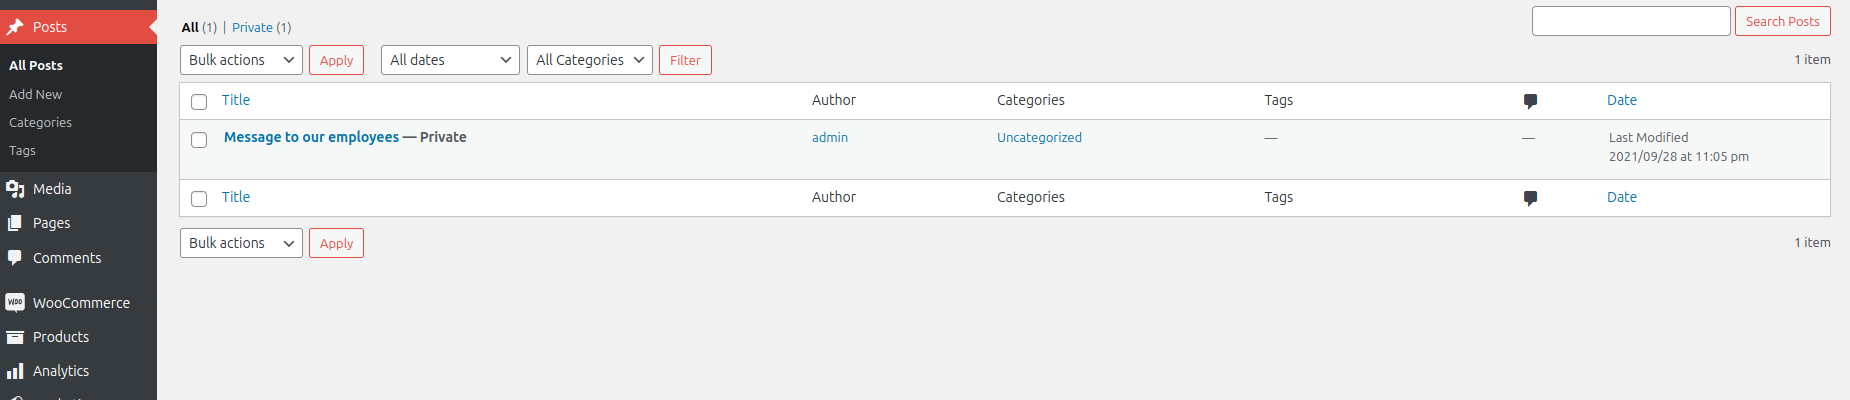 Posts
All Posts
Add New
Categories
Tags
Media
Pages
Comments
WooCommerce
Products
Analytics
All (1) | Private (1)
Search Posts
Bulk actions Apply All dates All Categories Filter 1 item
Title Author Categories Tags Date
Message to our employees — Private admin Uncategorized — — Last Modified
2021/09/28 at 11:05 pm
Title Author Categories Tags Date
Bulk actions Apply 1 item